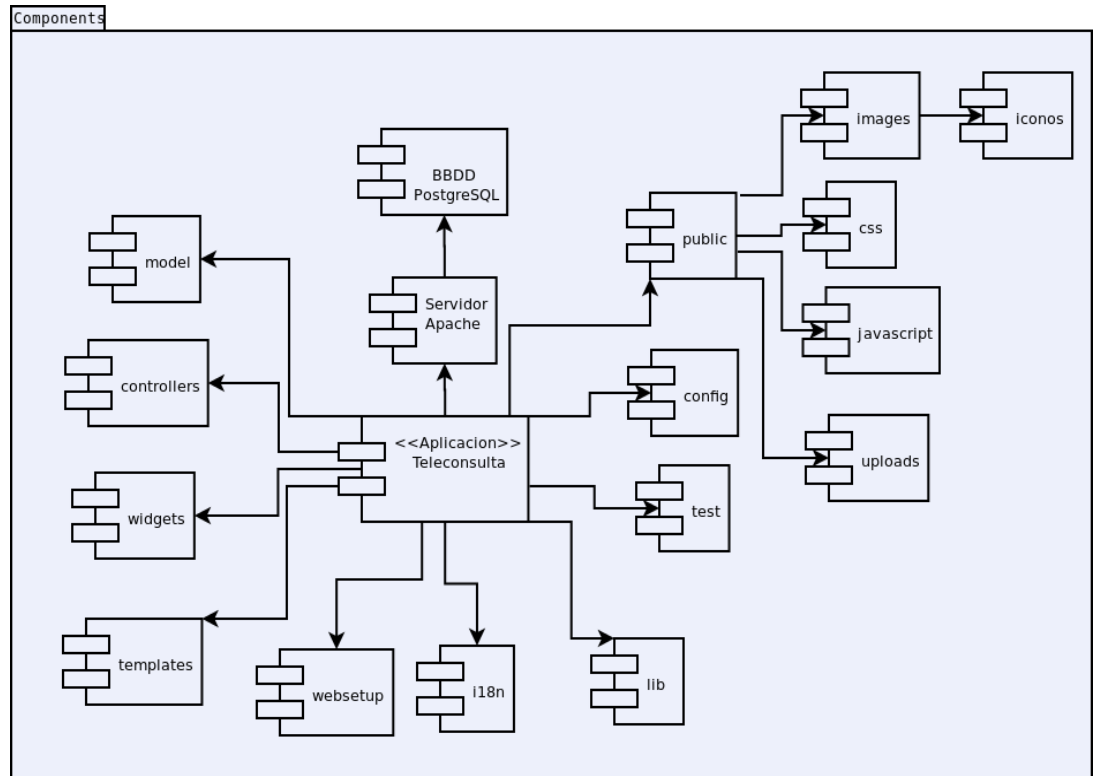 Components
images
iconos
BBDD
PostgreSQL
css
public
model
Servidor
Apache
javascript
controllers
config
<<Aplicacion>>
Teleconsulta
uploads
widgets
test
templates
websetup
i18n
lib